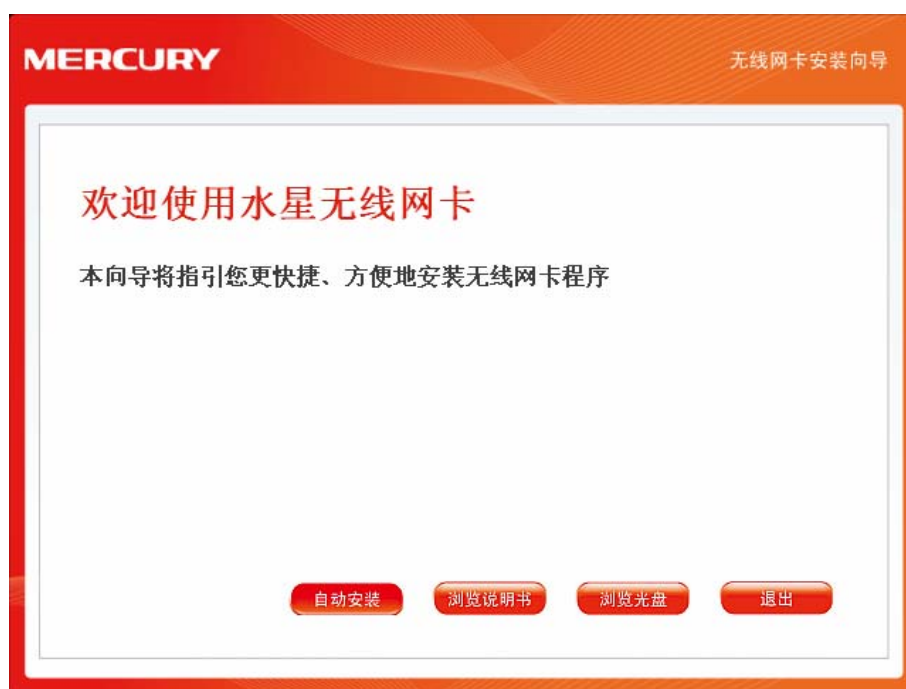 MERCURY
无线网卡安装向导
欢迎使用水星无线网卡
本向导将指引您更快捷、方便地安装无线网卡程序
自动安装
浏览说明书
浏览光盘
退出